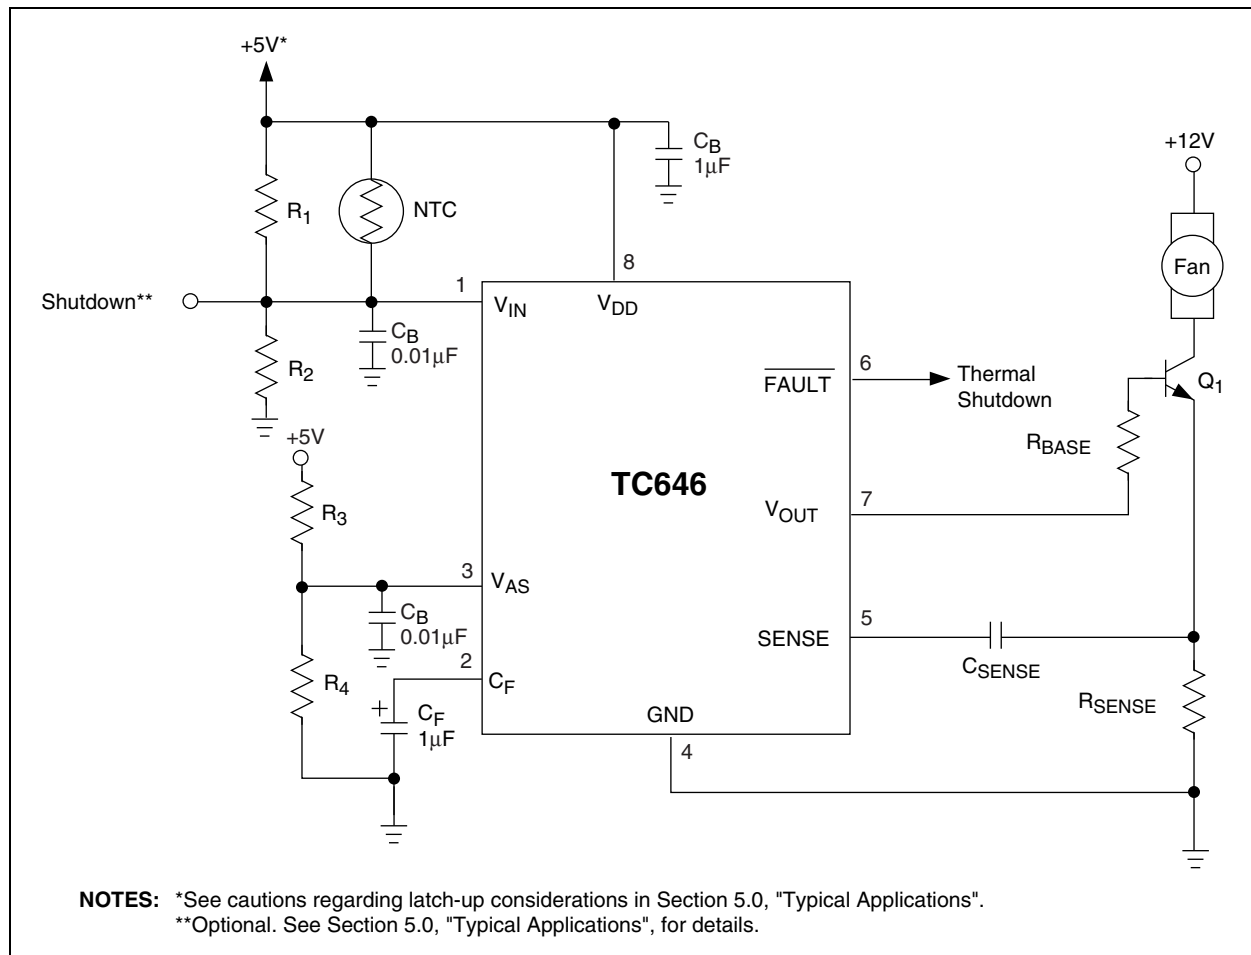 +5V*
C_B
1µF
+12V
R_1
NTC
Fan
8
Shutdown**
1
V_IN
V_DD
C_B
0.01µF
R_2
6
FAULT
Thermal
Shutdown
Q_1
+5V
R_BASE
TC646
R_3
7
V_OUT
3
V_AS
C_B
0.01µF
5
SENSE
C_SENSE
2
C_F
R_4
+
C_F
1µF
GND
4
R_SENSE
NOTES: *See cautions regarding latch-up considerations in Section 5.0, "Typical Applications".
**Optional. See Section 5.0, "Typical Applications", for details.